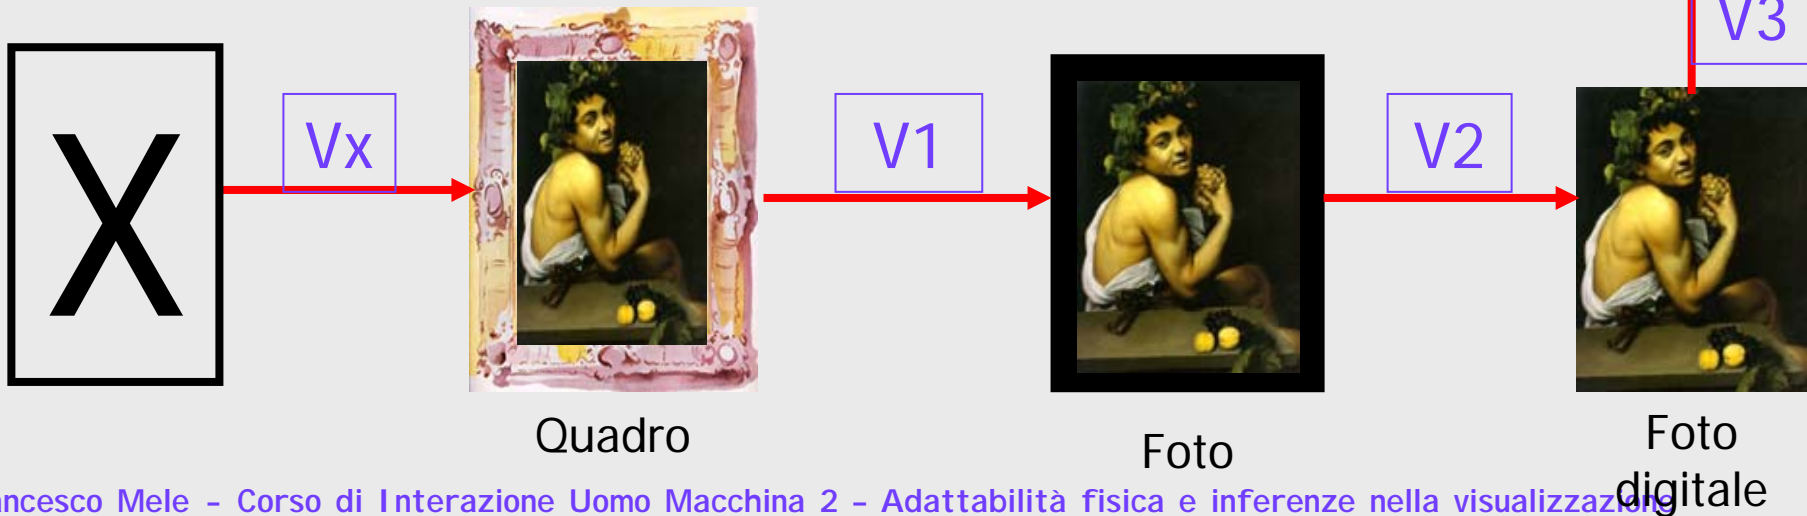 V3
X
Vx
V1
V2
Quadro
Foto
Foto
digitale
ancesco Mele - Corso di Interazione Uomo Macchina 2 - Adattabilità fisica e inferenze nella visualizzazione